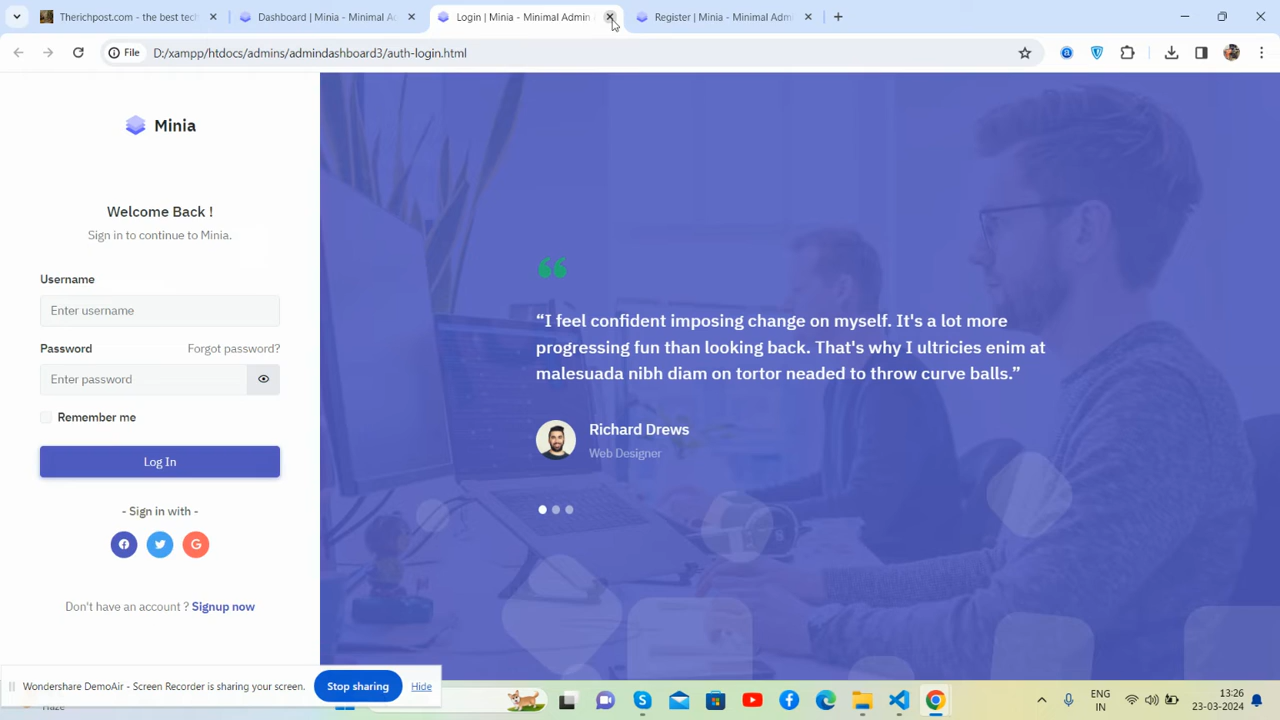 Therichpost.com - the best tech
Dashboard | Minia - Minimal Ad
Login | Minia - Minimal Admin
Register | Minia - Minimal Adm
File
D:/xampp/htdocs/admins/admindashboard3/auth-login.html
Minia
Welcome Back !
Sign in to continue to Minia.
Username
Enter username
Password
Forgot password?
Enter password
Remember me
Log In
- Sign in with -
Don't have an account ? Signup now
“I feel confident imposing change on myself. It's a lot more
progressing fun than looking back. That's why I ultricies enim at
malesuada nibh diam on tortor neaded to throw curve balls.”
Richard Drews
Web Designer
Wondershare DemoAir - Screen Recorder is sharing your screen.
Stop sharing
Hide
Haze
ENG
IN
13:26
23-03-2024